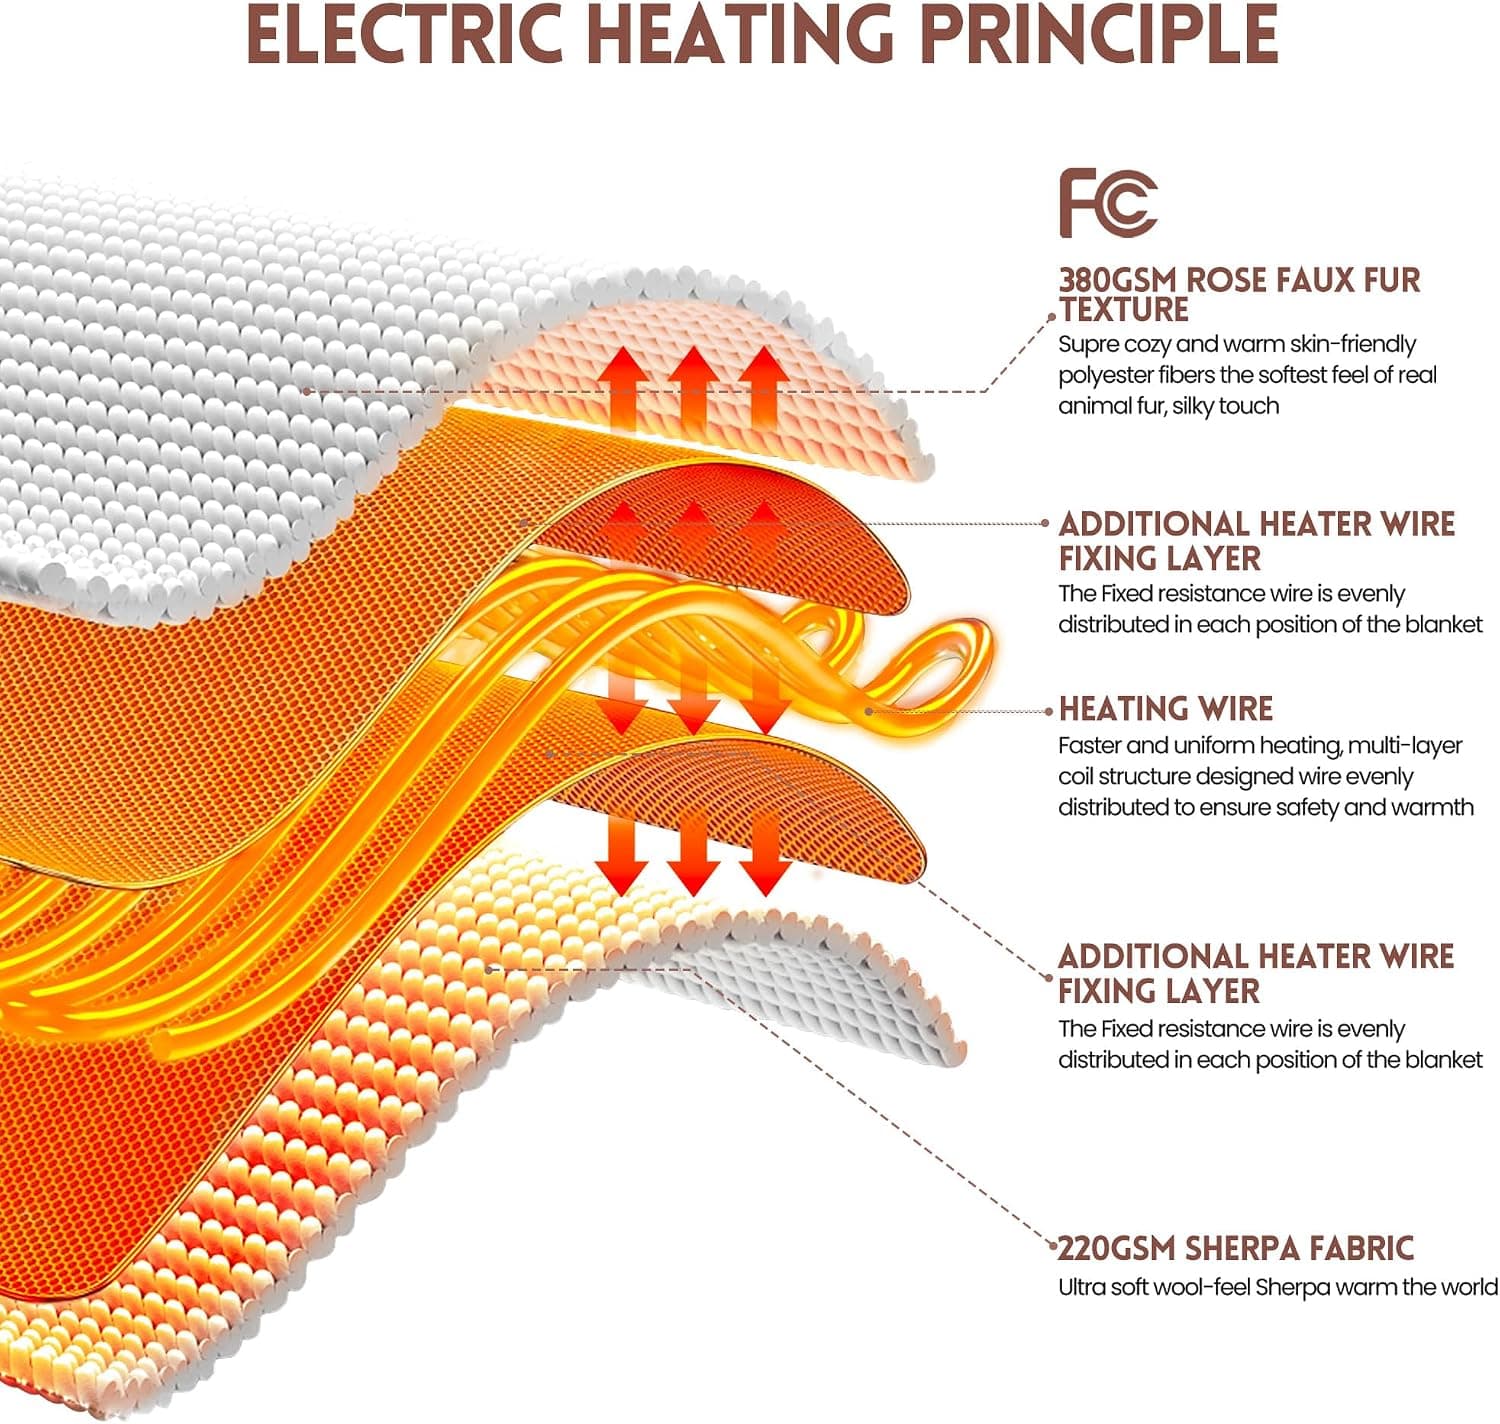 ELECTRIC HEATING PRINCIPLE
FC
380GSM ROSE FAUX FUR
TEXTURE
Supre cozy and warm skin-friendly
polyester fibers the softest feel of real
animal fur, silky touch
ADDITIONAL HEATER WIRE
FIXING LAYER
The Fixed resistance wire is evenly
distributed in each position of the blanket
HEATING WIRE
Faster and uniform heating, multi-layer
coil structure designed wire evenly
distributed to ensure safety and warmth
ADDITIONAL HEATER WIRE
FIXING LAYER
The Fixed resistance wire is evenly
distributed in each position of the blanket
220GSM SHERPA FABRIC
Ultra soft wool-feel Sherpa warm the world